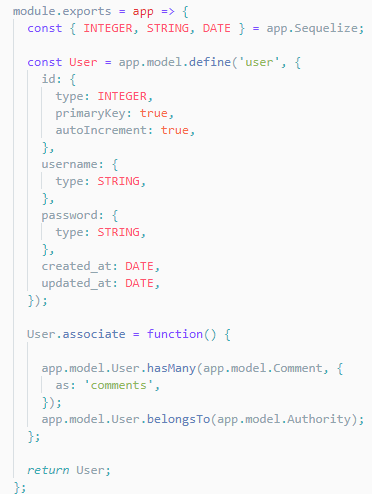 module.exports = app => {
  const { INTEGER, STRING, DATE } = app.Sequelize;

  const User = app.model.define('user', {
    id: {
      type: INTEGER,
      primaryKey: true,
      autoIncrement: true,
    },
    username: {
      type: STRING,
    },
    password: {
      type: STRING,
    },
    created_at: DATE,
    updated_at: DATE,
  });

  User.associate = function() {

    app.model.User.hasMany(app.model.Comment, {
      as: 'comments',
    });
    app.model.User.belongsTo(app.model.Authority);
  };

  return User;
};